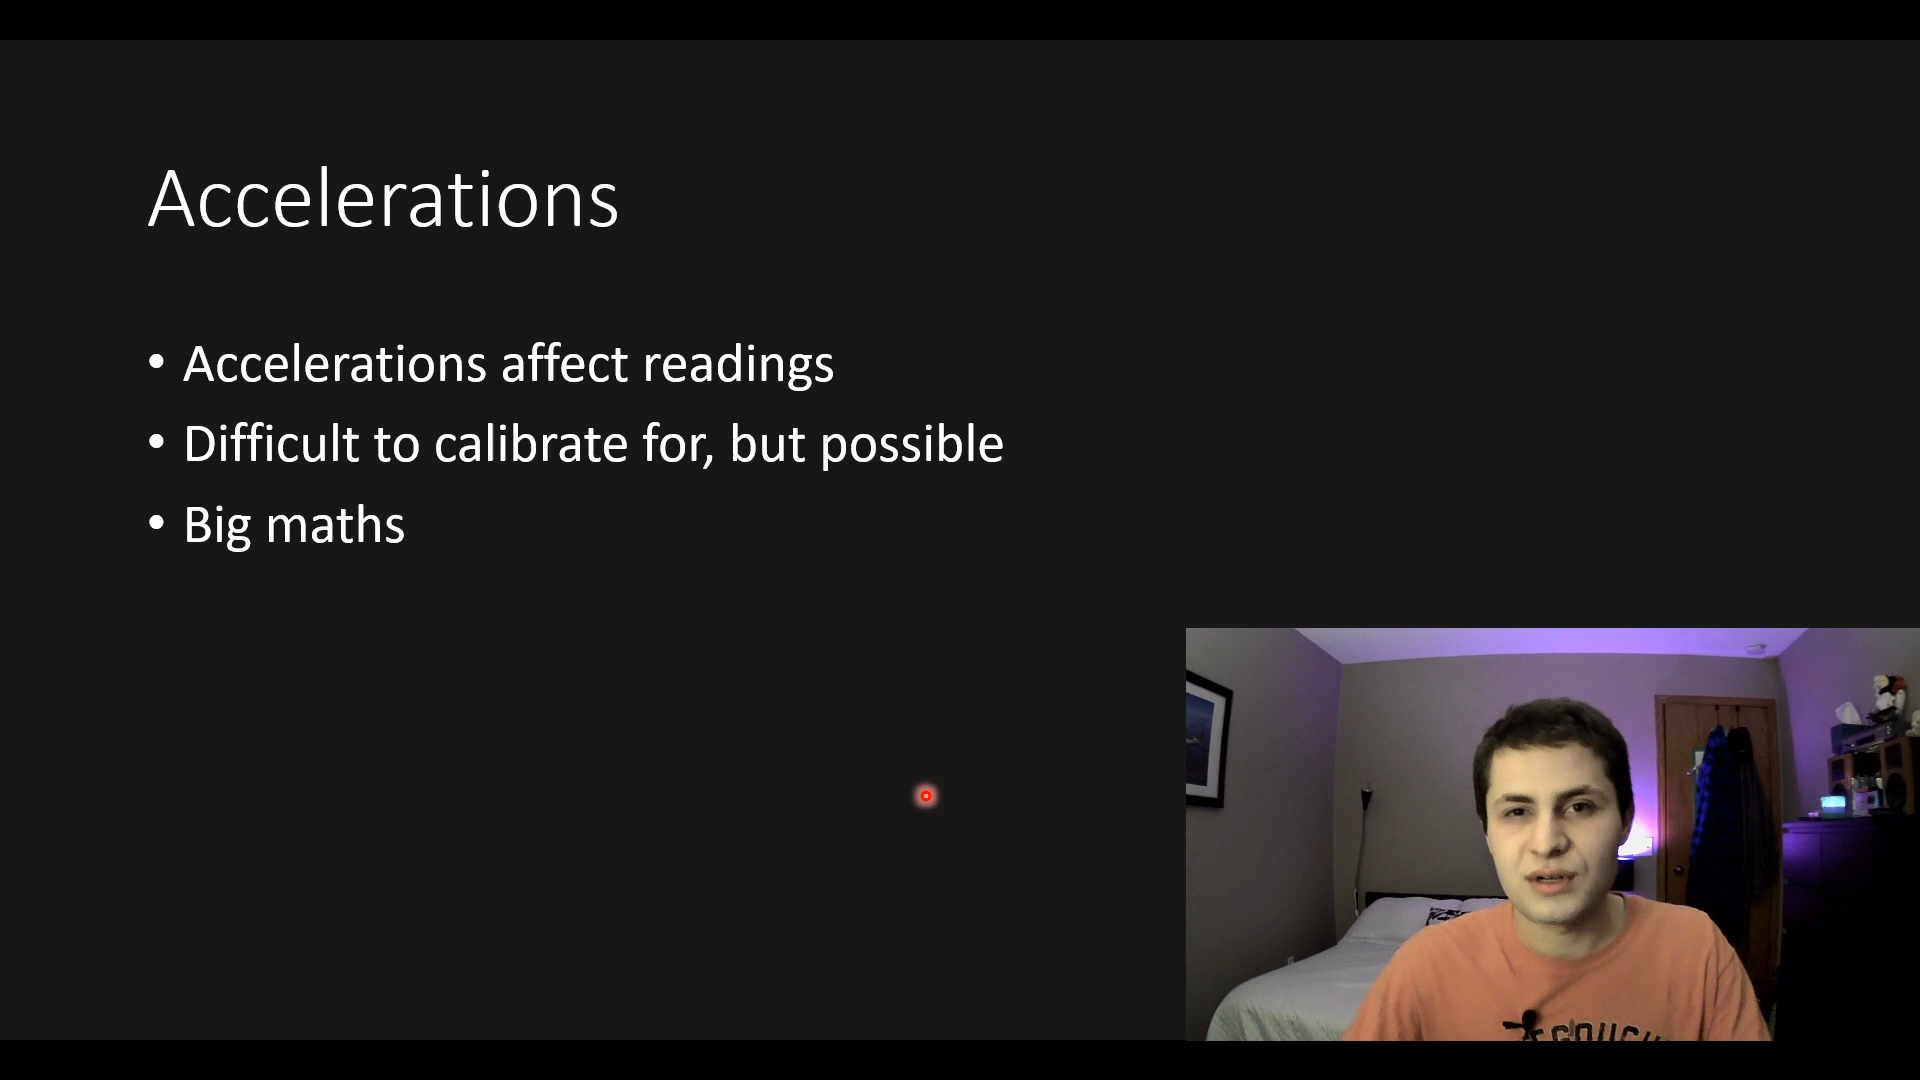 Accelerations
• Accelerations affect readings
• Difficult to calibrate for, but possible
• Big maths